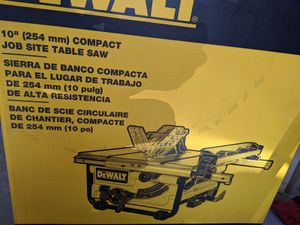 DEWALT
10" (254 mm) COMPACT
JOB SITE TABLE SAW
SIERRA DE BANCO COMPACTA
PARA EL LUGAR DE TRABAJO
DE 254 mm (10 pulg)
DE ALTA RESISTENCIA
BANC DE SCIE CIRCULAIRE
DE CHANTIER, COMPACTE
DE 254 mm (10 po)
DEWALT